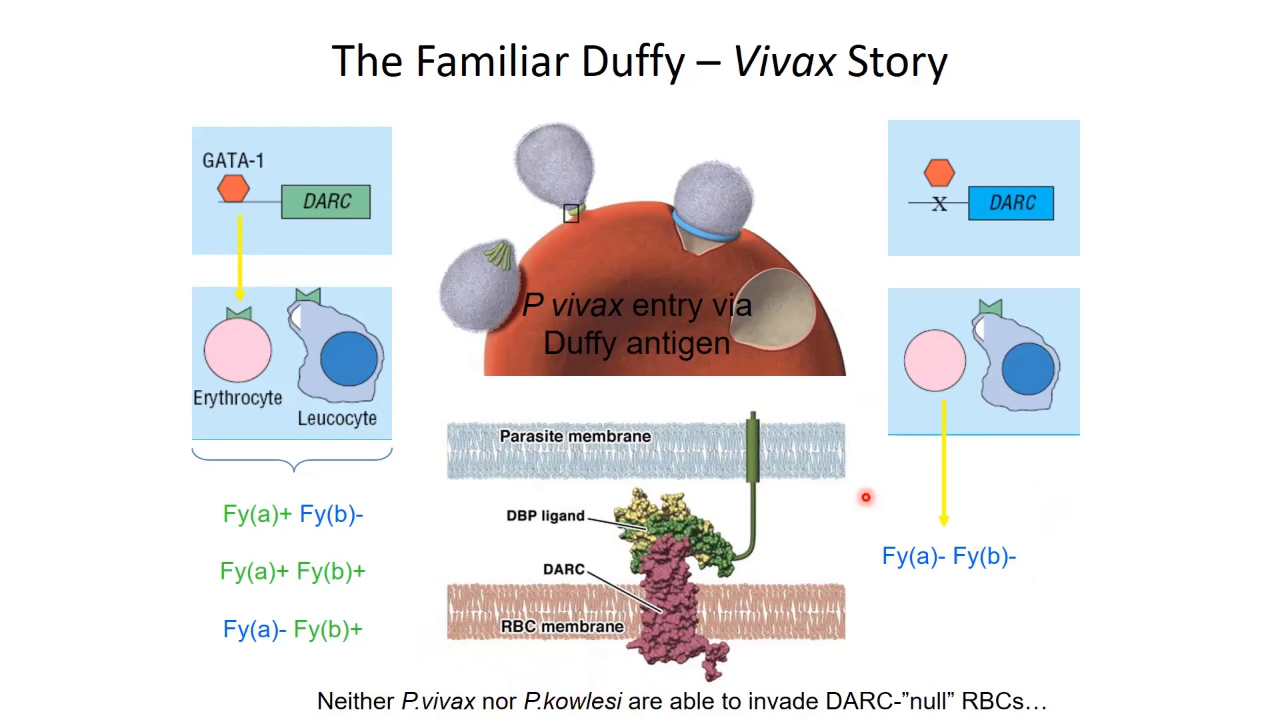 The Familiar Duffy – Vivax Story
GATA-1
DARC
Erythrocyte
Leucocyte
Fy(a)+ Fy(b)-
Fy(a)+ Fy(b)+
Fy(a)- Fy(b)+
P vivax entry via
Duffy antigen
Parasite membrane
DBP ligand
DARC
RBC membrane
X
DARC
Fy(a)- Fy(b)-
Neither P.vivax nor P.kowlesi are able to invade DARC-”null” RBCs…